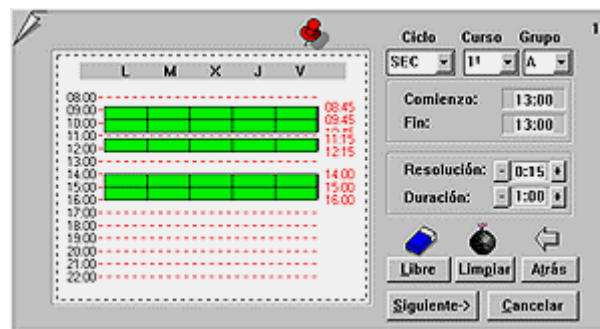 1
Ciclo Curso Grupo
SEC 1º A
L M X J V
Comienzo: 13:00
Fin: 13:00
08:00
09:00
10:00
11:00
12:00
13:00
14:00
15:00
16:00
17:00
18:00
19:00
20:00
21:00
22:00
08:45
09:45
11:15
12:15
14:00
15:00
16:00
Resolución: - 0:15 +
Duración: - 1:00 +
Libre Limpiar Atrás
Siguiente-> Cancelar